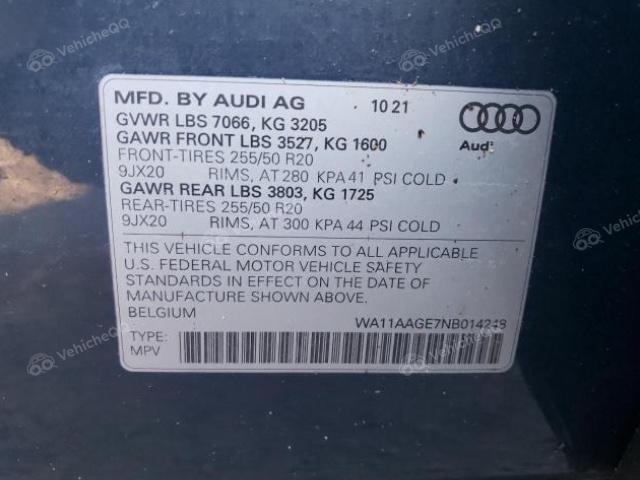 MFD. BY AUDI AG 10 21
GVWR LBS 7066, KG 3205
GAWR FRONT LBS 3527, KG 1600
FRONT-TIRES 255/50 R20
9JX20 RIMS, AT 280 KPA 41 PSI COLD
GAWR REAR LBS 3803, KG 1725
REAR-TIRES 255/50 R20
9JX20 RIMS, AT 300 KPA 44 PSI COLD
Audi
THIS VEHICLE CONFORMS TO ALL APPLICABLE
U.S. FEDERAL MOTOR VEHICLE SAFETY
STANDARDS IN EFFECT ON THE DATE OF
MANUFACTURE SHOWN ABOVE.
BELGIUM WA11AAGE7NB014248
TYPE:
MPV
VehicleQQ